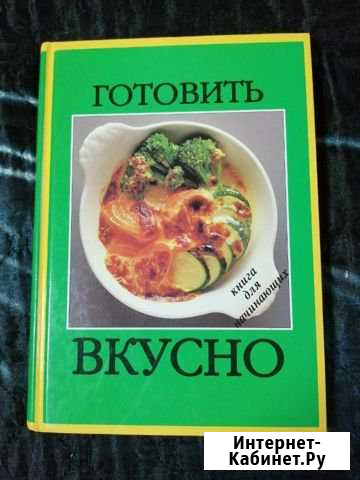 ГОТОВИТЬ
книга
для
начинающих
ВКУСНО
Интернет-
Кабинет.Ру